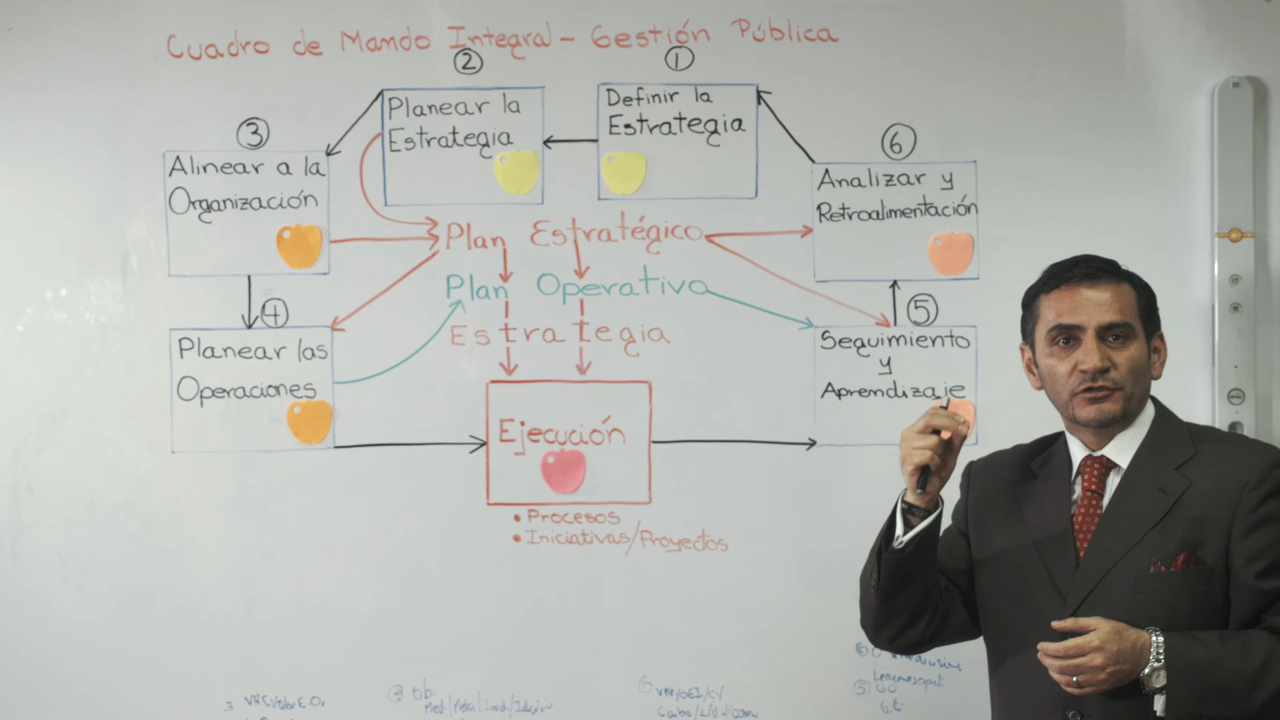 Cuadro de Mando Integral - Gestión Pública
①
Definir la
Estrategia
②
Planear la
Estrategia
③
Alinear a la
Organización
④
Planear las
Operaciones
⑤
Seguimiento
y
Aprendizaje
⑥
Analizar y
Retroalimentación
Plan Estratégico
Plan Operativo
Estrategia
Ejecución
• Procesos
• Iniciativas/Proyectos